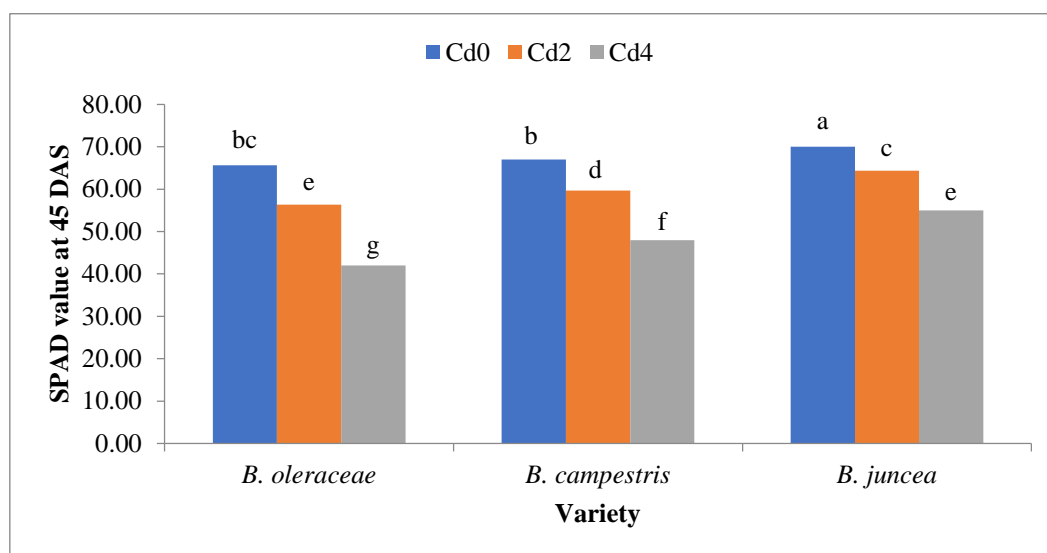 Cd0 Cd2 Cd4
SPAD value at 45 DAS
80.00
70.00
60.00
50.00
40.00
30.00
20.00
10.00
0.00
bc e g b d f a c e
B. oleraceae B. campestris B. juncea
Variety